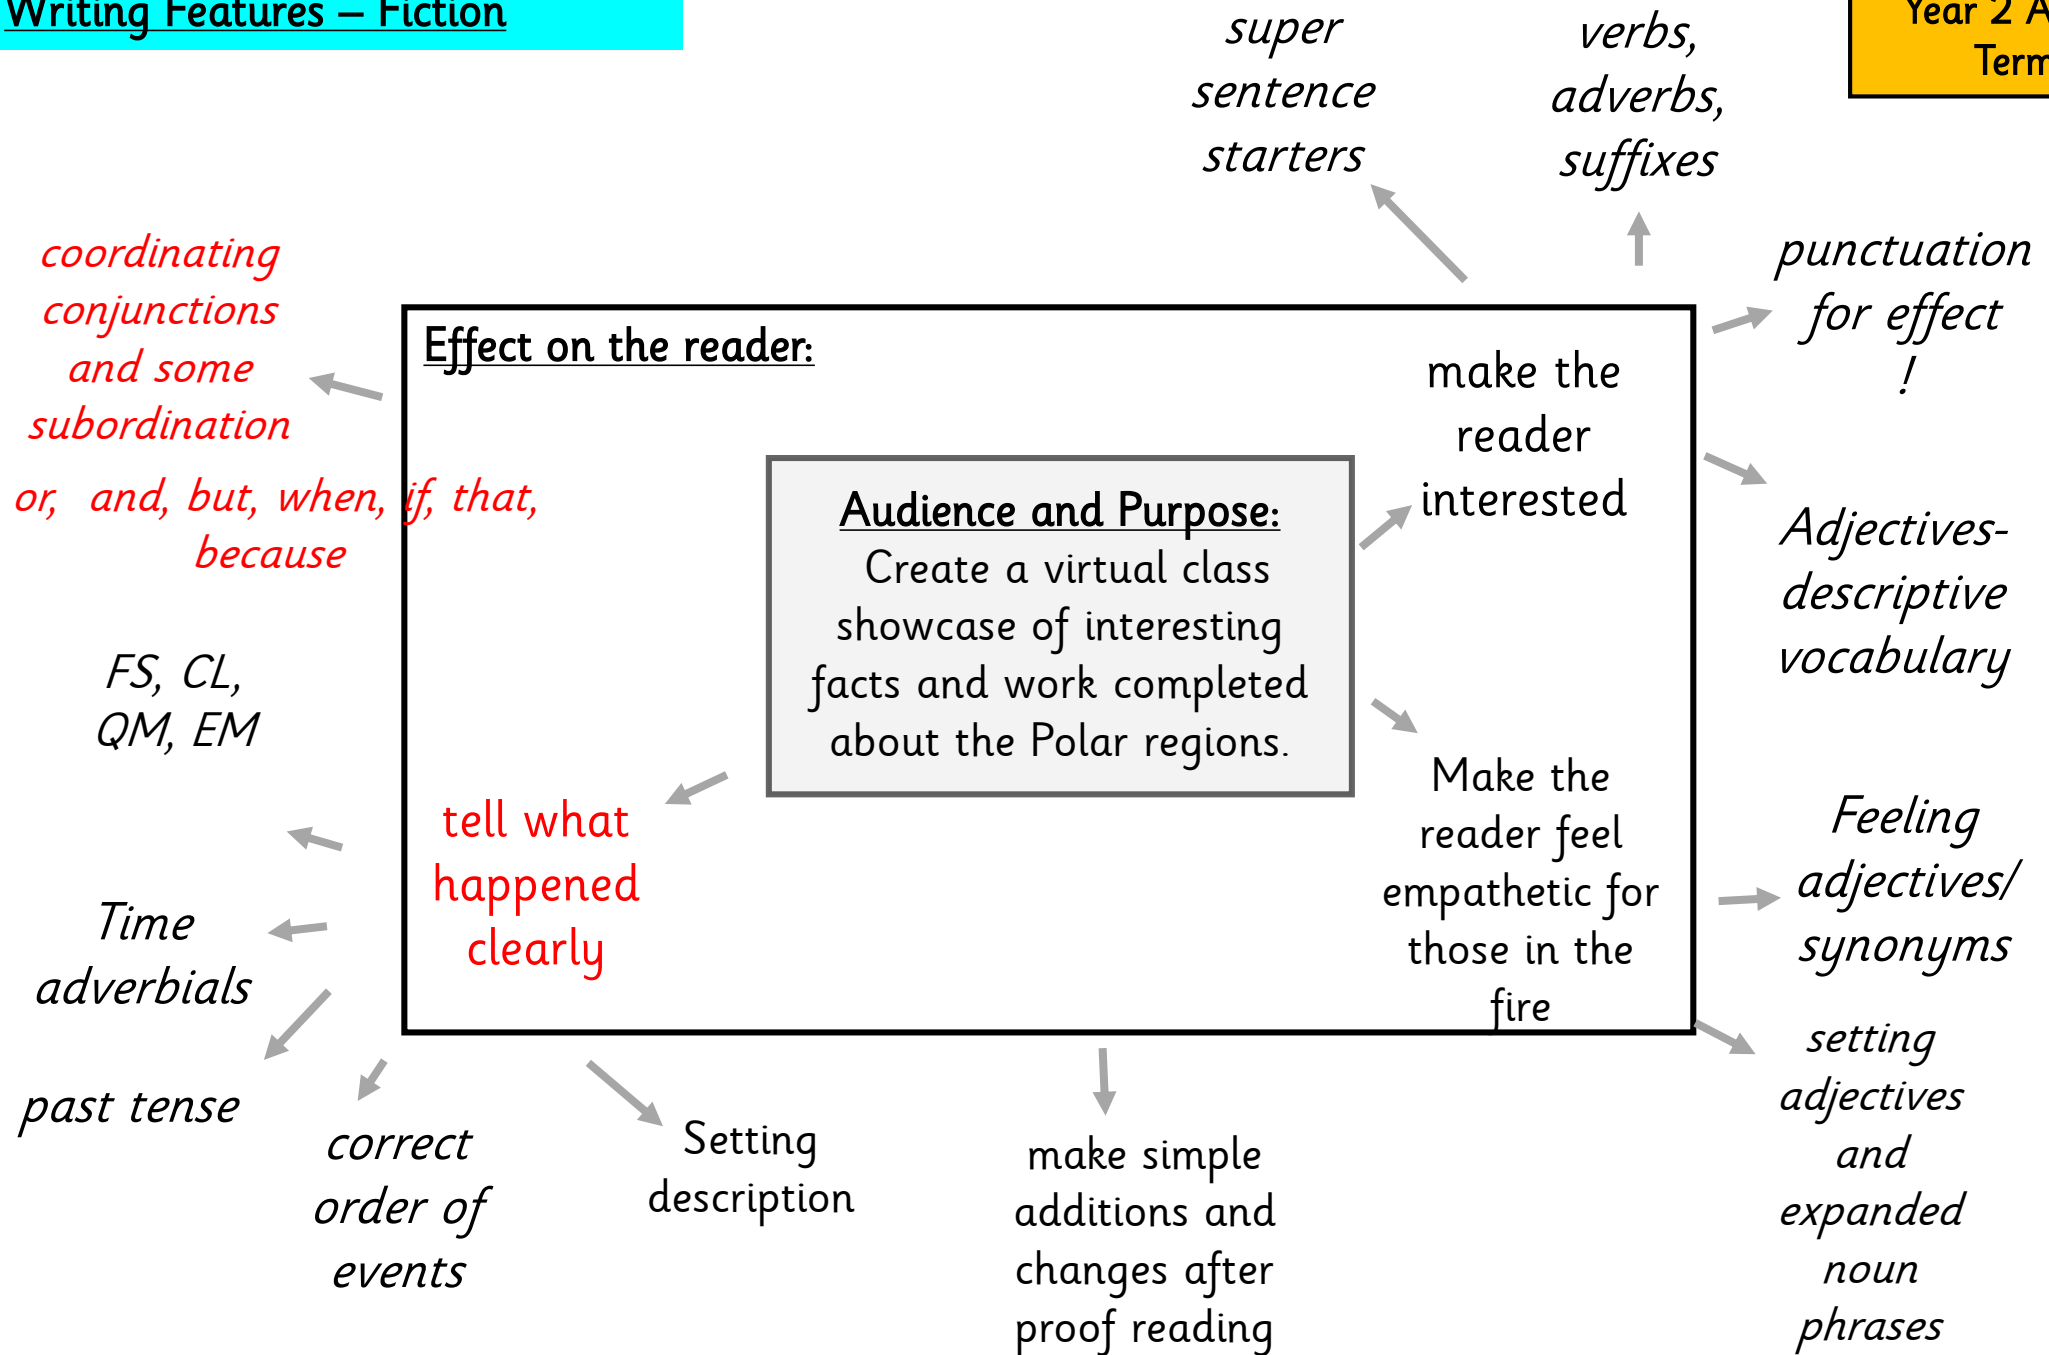 Writing Features – Fiction
super
sentence
starters
verbs,
adverbs,
suffixes
Year 2 A
Term
coordinating
conjunctions
and some
subordination
or, and, but, when, if, that,
because
FS, CL,
QM, EM
Time
adverbials
past tense
correct
order of
events
Effect on the reader:
Audience and Purpose:
Create a virtual class
showcase of interesting
facts and work completed
about the Polar regions.
make the
reader
interested
Make the
reader feel
empathetic for
those in the
fire
tell what
happened
clearly
punctuation
for effect
!
Adjectives-
descriptive
vocabulary
Feeling
adjectives/
synonyms
setting
adjectives
and
expanded
noun
phrases
Setting
description
make simple
additions and
changes after
proof reading